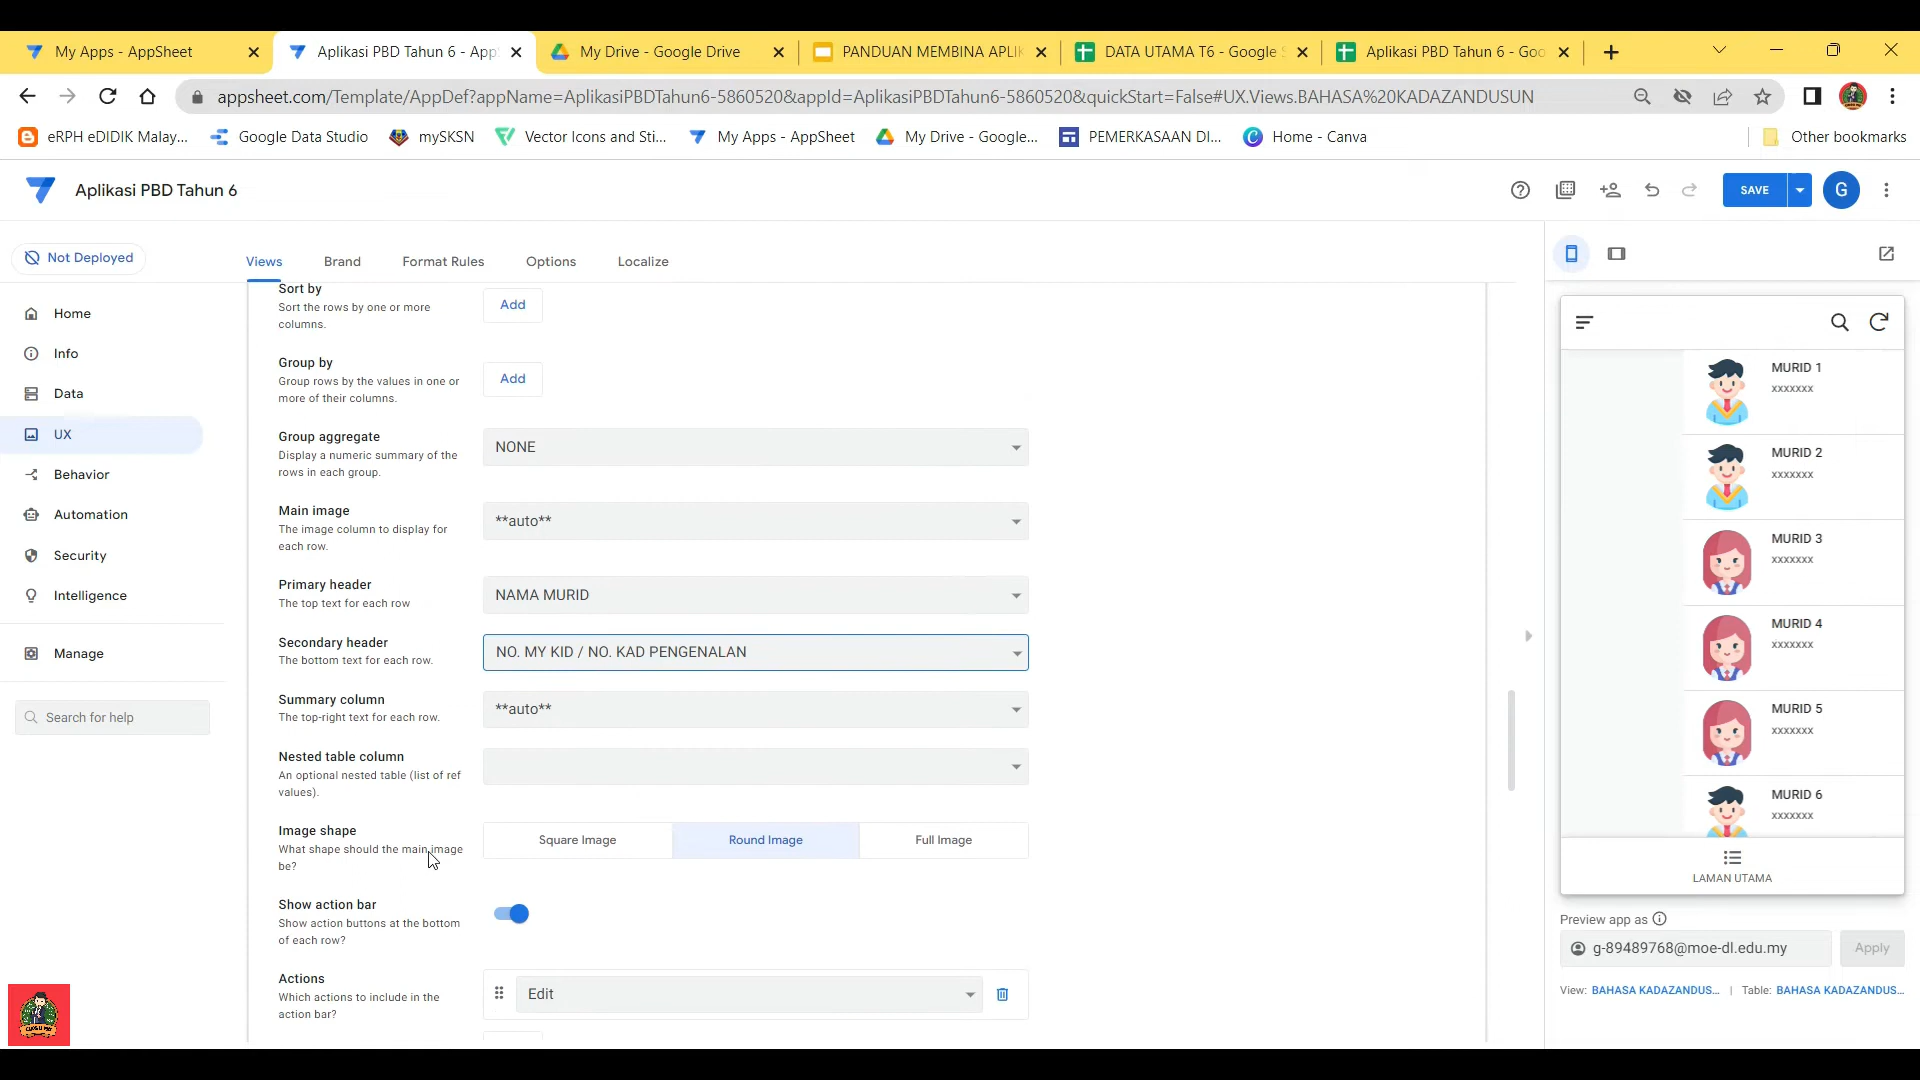 My Apps - AppSheet
Aplikasi PBD Tahun 6 - App
My Drive - Google Drive
PANDUAN MEMBINA APLIK
DATA UTAMA T6 - Google S
Aplikasi PBD Tahun 6 - Goo
appsheet.com/Template/AppDef?appName=AplikasiPBDTahun6-5860520&appId=AplikasiPBDTahun6-5860520&quickStart=False#UX.Views.BAHASA%20KADAZANDUSUN
eRPH eDIDIK Malay...
Google Data Studio
mySKSN
Vector Icons and Sti...
My Apps - AppSheet
My Drive - Google...
PEMERKASAAN DI...
Home - Canva
Other bookmarks
Aplikasi PBD Tahun 6
SAVE
G
Not Deployed
Views
Brand
Format Rules
Options
Localize
Home
Info
Data
UX
Behavior
Automation
Security
Intelligence
Manage
Search for help
Sort by
Sort the rows by one or more
columns.
Add
Group by
Group rows by the values in one or
more of their columns.
Add
Group aggregate
Display a numeric summary of the
rows in each group.
NONE
Main image
The image column to display for
each row.
**auto**
Primary header
The top text for each row
NAMA MURID
Secondary header
The bottom text for each row.
NO. MY KID / NO. KAD PENGENALAN
Summary column
The top-right text for each row.
**auto**
Nested table column
An optional nested table (list of ref
values).
Image shape
What shape should the main image
be?
Square Image
Round Image
Full Image
Show action bar
Show action buttons at the bottom
of each row?
Actions
Which actions to include in the
action bar?
Edit
MURID 1
xxxxxxx
MURID 2
xxxxxxx
MURID 3
xxxxxxx
MURID 4
xxxxxxx
MURID 5
xxxxxxx
MURID 6
xxxxxxx
LAMAN UTAMA
Preview app as
g-89489768@moe-dl.edu.my
Apply
View: BAHASA KADAZANDUS... | Table: BAHASA KADAZANDUS...